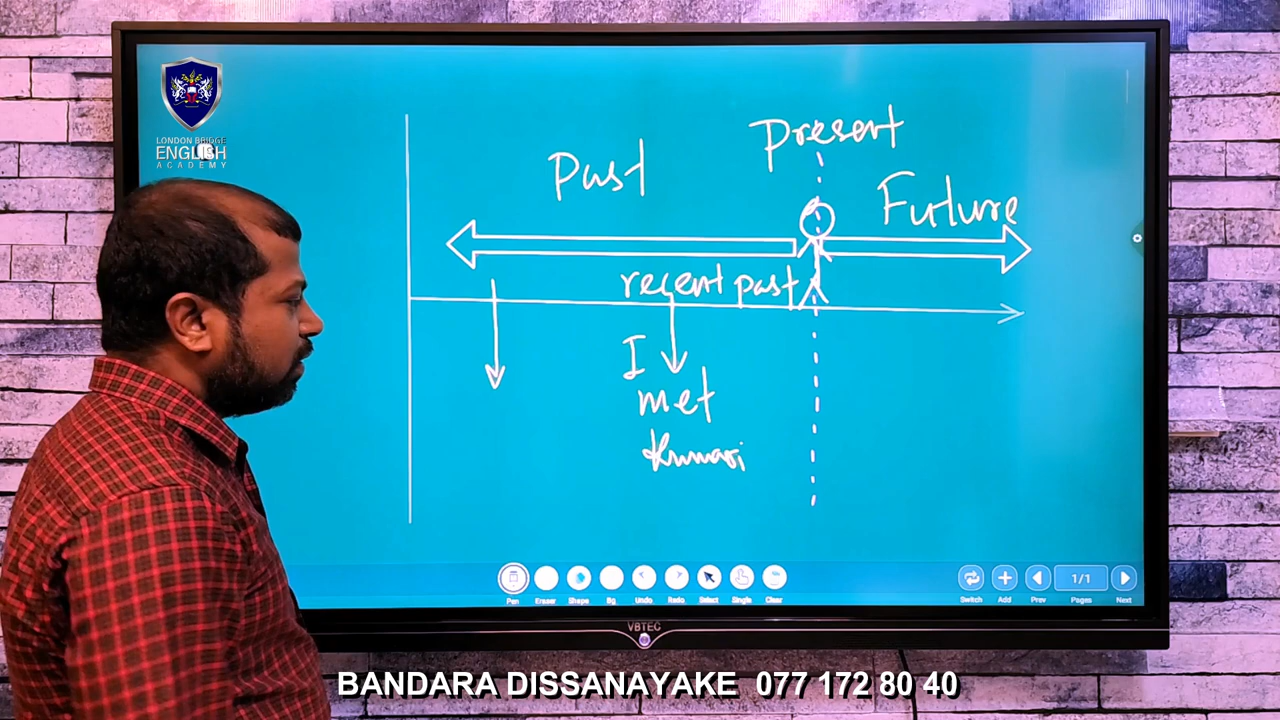 LONDON BRIDGE
ENGLISH
ACADEMY
Present
Past
Future
recent past
I
met
Kumari
Pen
Eraser
Shape
Bg
Undo
Redo
Select
Single
Clear
Switch
Add
Prev
1/1
Pages
Next
VBTEC
BANDARA DISSANAYAKE 077 172 80 40